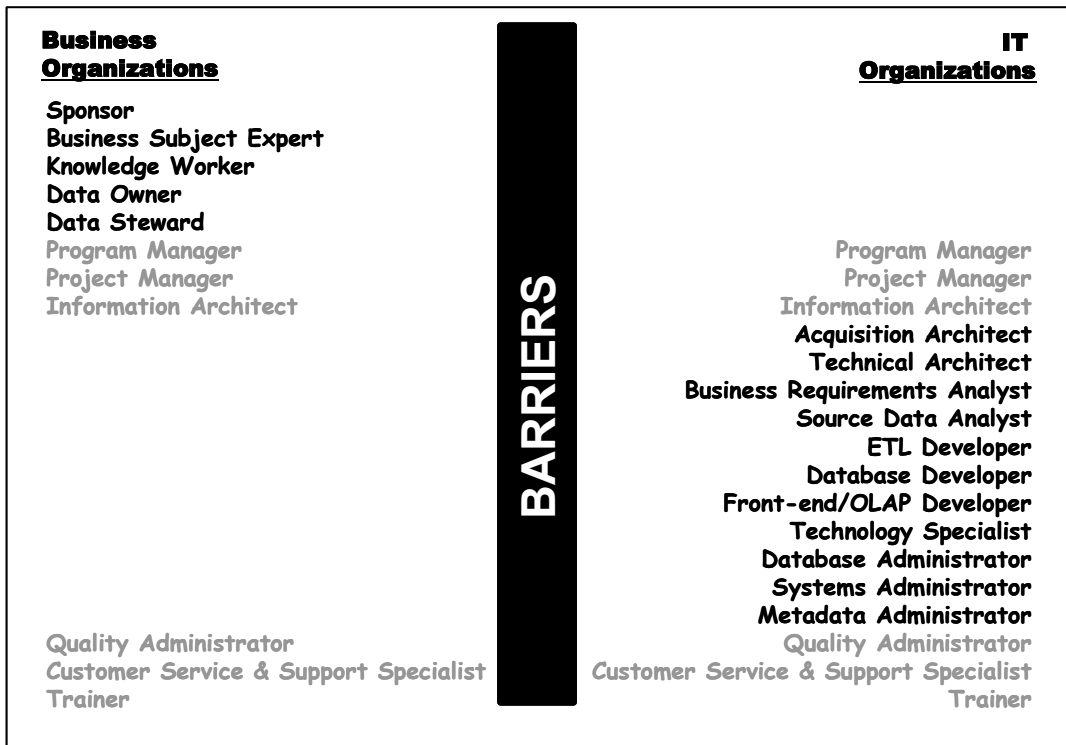 Business
Organizations
Sponsor
Business Subject Expert
Knowledge Worker
Data Owner
Data Steward
Program Manager
Project Manager
Information Architect
Quality Administrator
Customer Service & Support Specialist
Trainer
BARRIERS
IT
Organizations
Program Manager
Project Manager
Information Architect
Acquisition Architect
Technical Architect
Business Requirements Analyst
Source Data Analyst
ETL Developer
Database Developer
Front-end/OLAP Developer
Technology Specialist
Database Administrator
Systems Administrator
Metadata Administrator
Quality Administrator
Customer Service & Support Specialist
Trainer